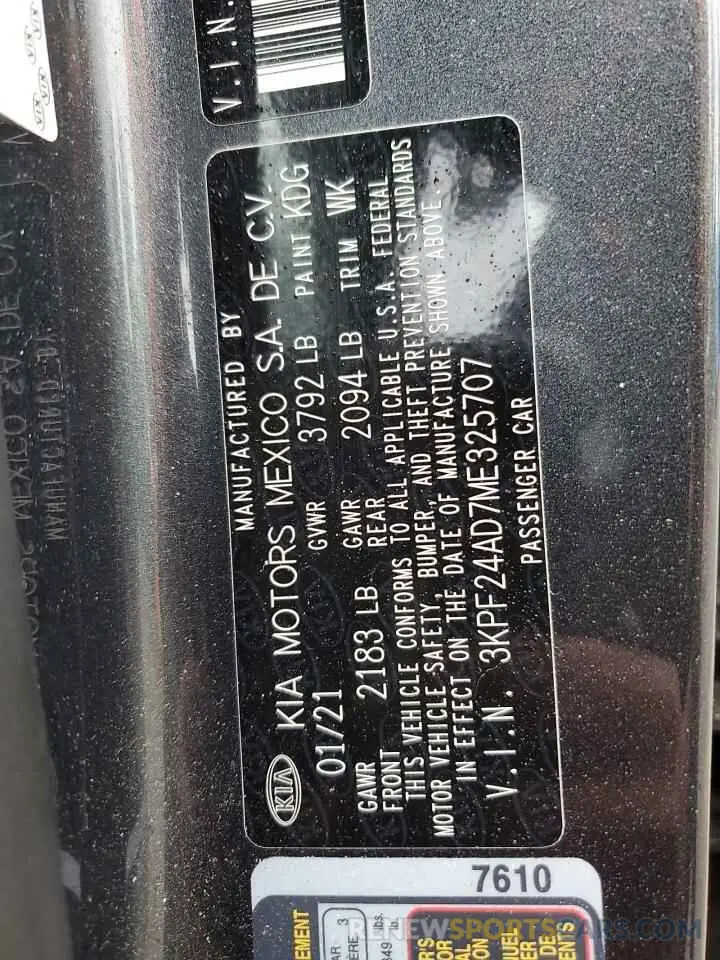 V.I.N.
MANUFACTURED BY
KIA KIA MOTORS MEXICO S.A. DE C.V.
01/21 GVWR 3792 LB PAINT KDG
GAWR FRONT 2183 LB GAWR REAR 2094 LB TRIM WK
THIS VEHICLE CONFORMS TO ALL APPLICABLE U.S.A. FEDERAL
MOTOR VEHICLE SAFETY, BUMPER, AND THEFT PREVENTION STANDARDS
IN EFFECT ON THE DATE OF MANUFACTURE SHOWN ABOVE.
V.I.N. 3KPF24AD7ME325707
PASSENGER CAR
7610
RENEWSPORTSCARS.COM